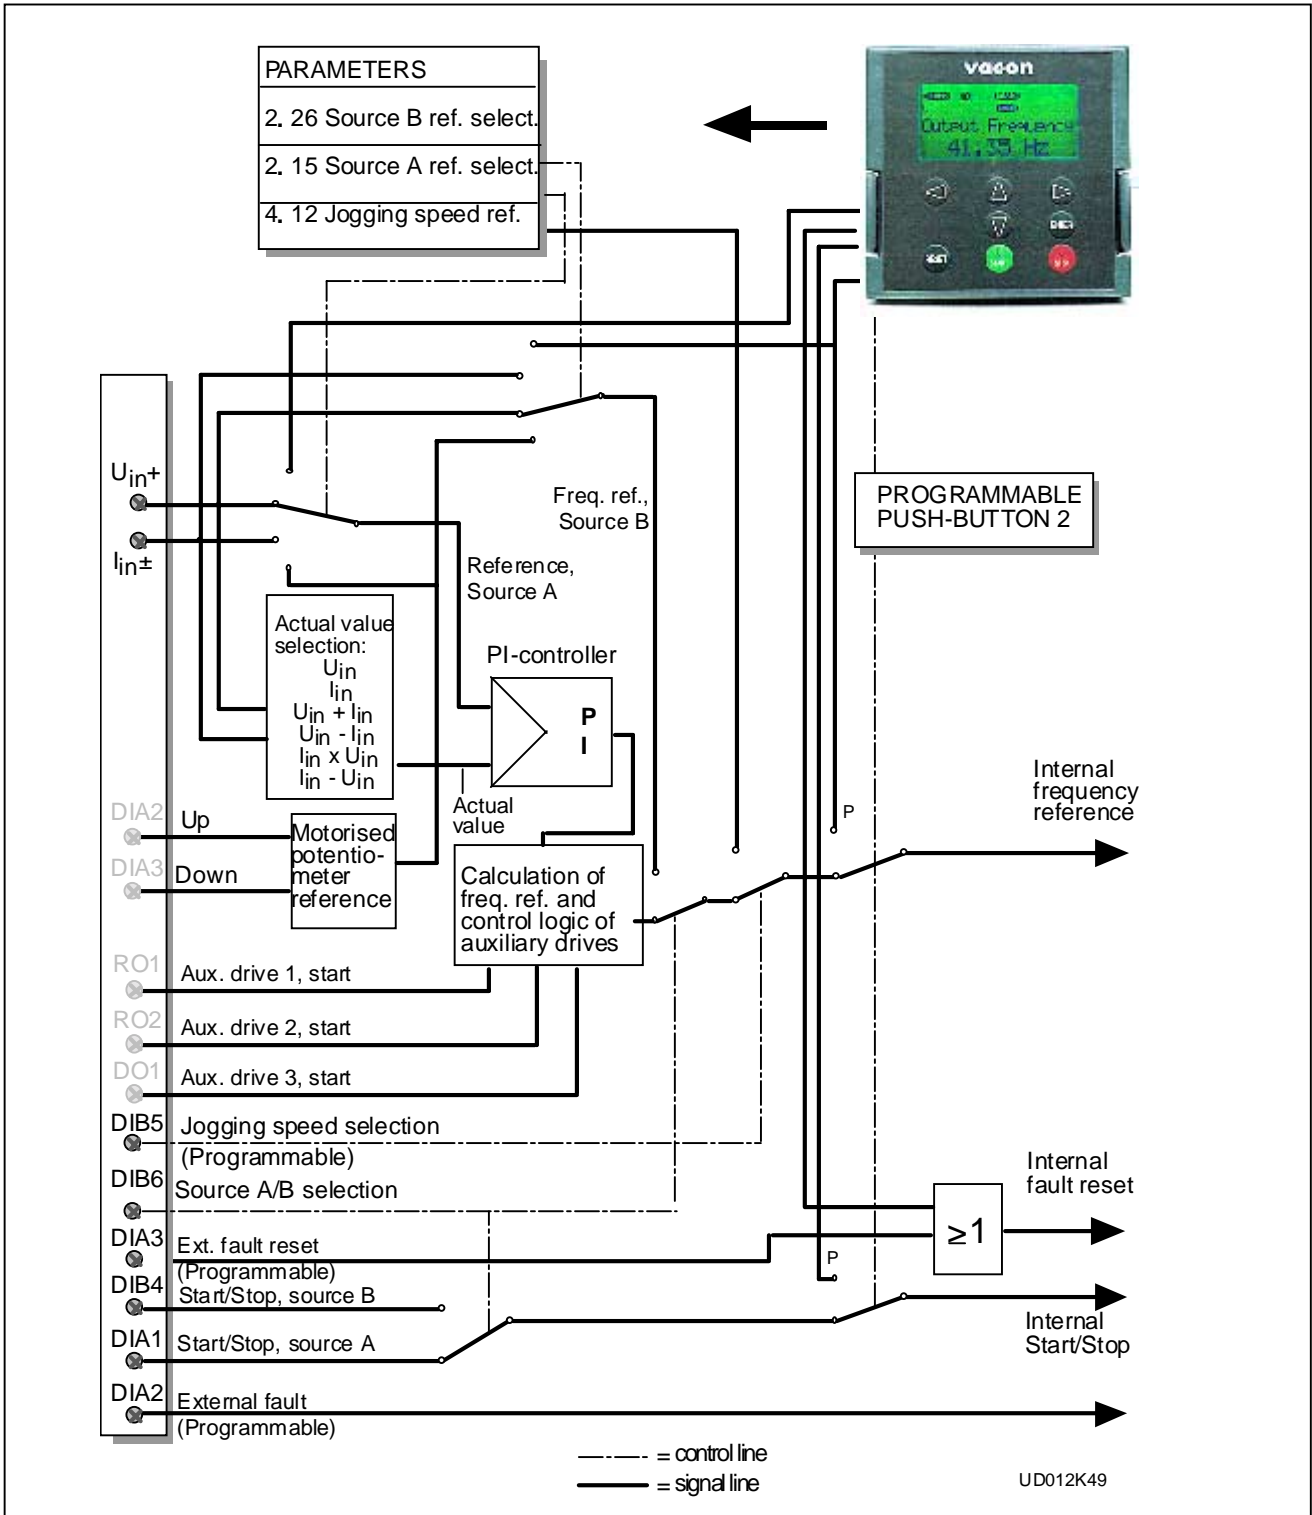 PARAMETERS
2. 26 Source B ref. select.
2. 15 Source A ref. select.
4. 12 Jogging speed ref.
vacon
Output Frequency
41.35 Hz
Uin+
Iin±
Freq. ref.,
Source B
PROGRAMMABLE
PUSH-BUTTON 2
Reference,
Source A
Actual value
selection:
Uin
Iin
Uin + Iin
Uin - Iin
Iin x Uin
Iin - Uin
PI-controller
P
I
Actual
value
Internal
frequency
reference
P
DIA2
Up
DIA3
Down
Motorised
potentio-
meter
reference
Calculation of
freq. ref. and
control logic of
auxiliary drives
RO1
Aux. drive 1, start
RO2
Aux. drive 2, start
DO1
Aux. drive 3, start
DIB5
Jogging speed selection
(Programmable)
DIB6
Source A/B selection
Internal
fault reset
≥1
DIA3
Ext. fault reset
(Programmable)
P
DIB4
Start/Stop, source B
Internal
Start/Stop
DIA1
Start/Stop, source A
DIA2
External fault
(Programmable)
= control line
= signal line
UD012K49